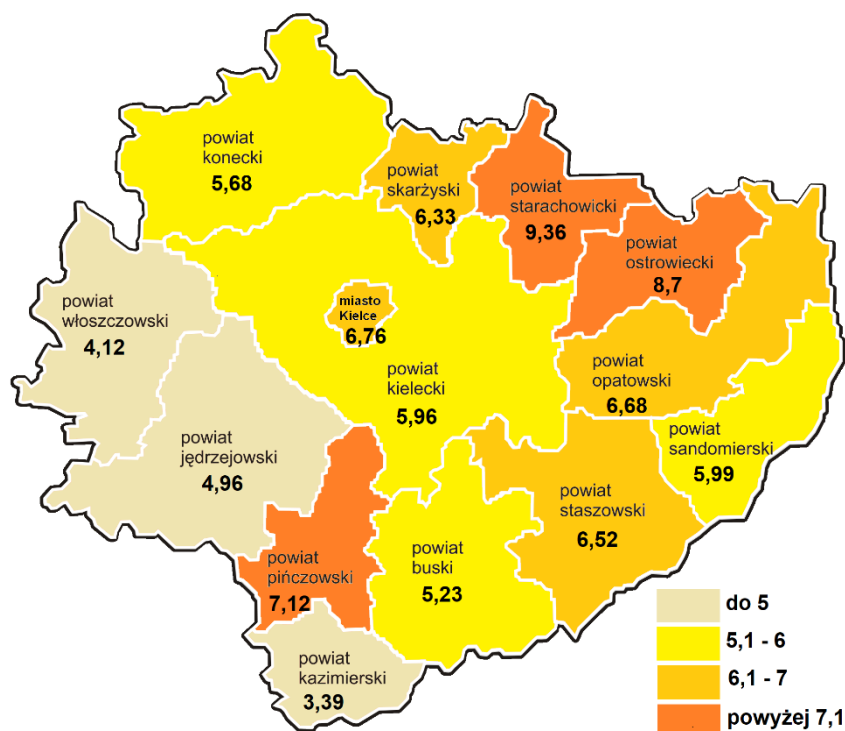 powiat
konecki
5,68
powiat
skarżyski
6,33
powiat
starachowicki
9,36
powiat
ostrowiecki
8,7
powiat
włoszczowski
4,12
miasto
Kielce
6,76
powiat
kielecki
5,96
powiat
opatowski
6,68
powiat
sandomierski
5,99
powiat
jędrzejowski
4,96
powiat
staszowski
6,52
powiat
pińczowski
7,12
powiat
buski
5,23
powiat
kazimierski
3,39
do 5
5,1 - 6
6,1 - 7
powyżej 7,1